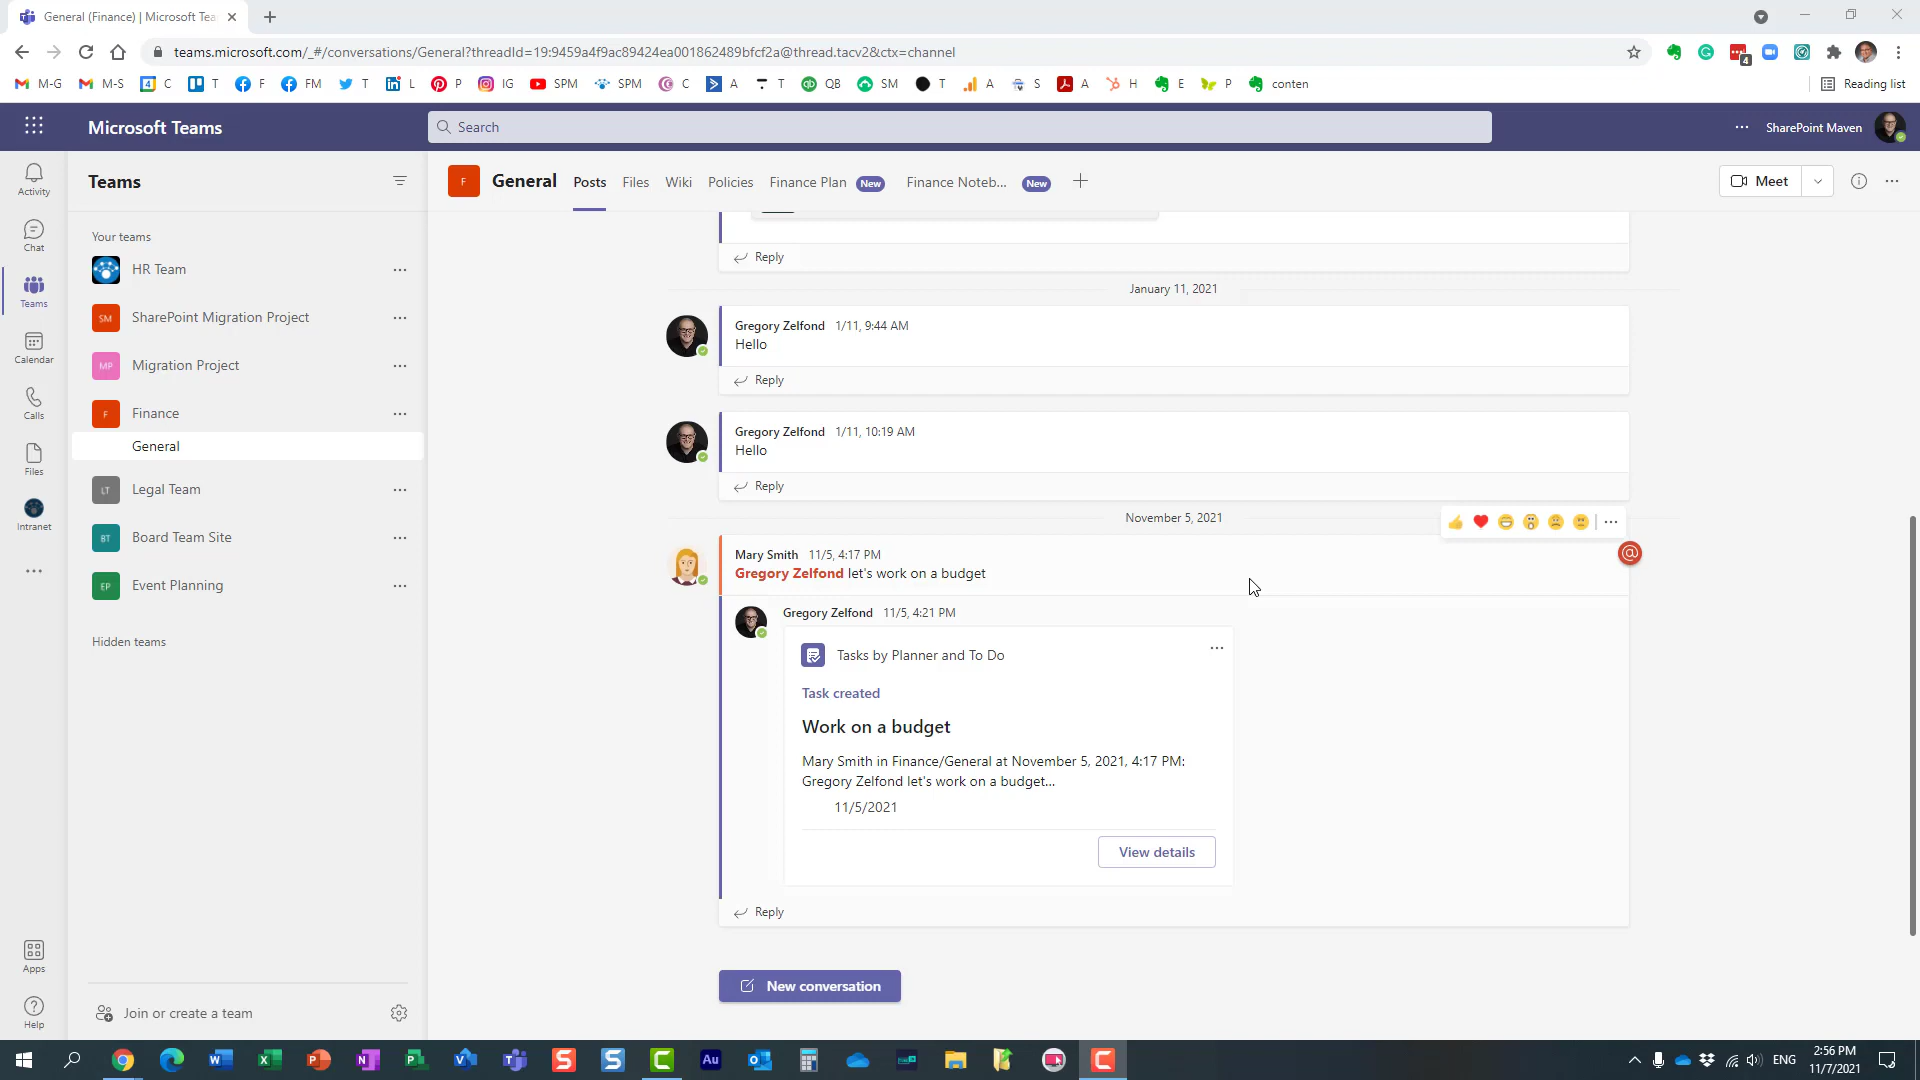 General (Finance) | Microsoft Tea
teams.microsoft.com/_#/conversations/General?threadId=19:9459a4f9ac89424ea001862489bfcf2a@thread.tacv2&ctx=channel
4
M-G
M-S
4
C
T
F
FM
T
L
P
IG
SPM
SPM
C
A
T
QB
SM
T
A
S
A
H
E
P
conten
Reading list
Microsoft Teams
Search
SharePoint Maven
Activity
Chat
Teams
Calendar
Calls
Files
Intranet
Apps
Help
Teams
Your teams
HR Team
SM
SharePoint Migration Project
MP
Migration Project
F
Finance
General
LT
Legal Team
BT
Board Team Site
EP
Event Planning
Hidden teams
Join or create a team
F
General
Posts
Files
Wiki
Policies
Finance Plan
New
Finance Noteb...
New
Meet
Reply
January 11, 2021
Gregory Zelfond 1/11, 9:44 AM
Hello
Reply
Gregory Zelfond 1/11, 10:19 AM
Hello
Reply
November 5, 2021
Mary Smith 11/5, 4:17 PM
Gregory Zelfond let's work on a budget
Gregory Zelfond 11/5, 4:21 PM
Tasks by Planner and To Do
Task created
Work on a budget
Mary Smith in Finance/General at November 5, 2021, 4:17 PM:
Gregory Zelfond let's work on a budget...
11/5/2021
View details
Reply
New conversation
ENG
2:56 PM
11/7/2021